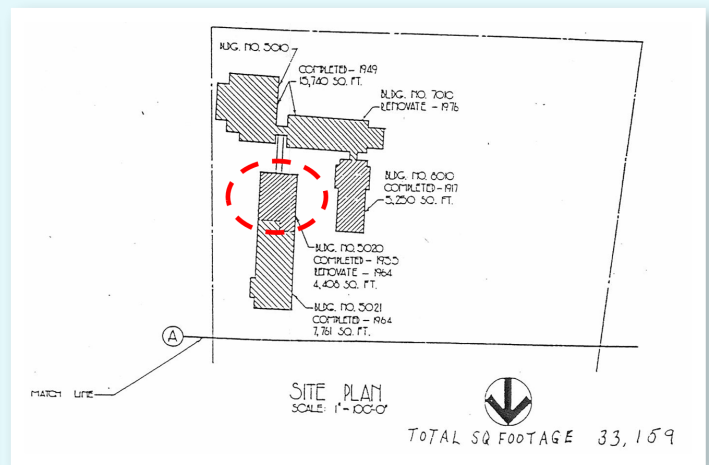 BLDG. NO. 5010
COMPLETED - 1949
15,740 SQ. FT.
BLDG. NO. 7010
RENOVATE - 1976
BLDG. NO. 6010
COMPLETED - 1917
5,250 SQ. FT.
BLDG. NO. 5020
COMPLETED - 1935
RENOVATE - 1964
4,408 SQ. FT.
BLDG. NO. 5021
COMPLETED - 1964
7,761 SQ. FT.
A
MATCH LINE
SITE PLAN
SCALE: 1" - 100'-0"
TOTAL SQ FOOTAGE 33,159